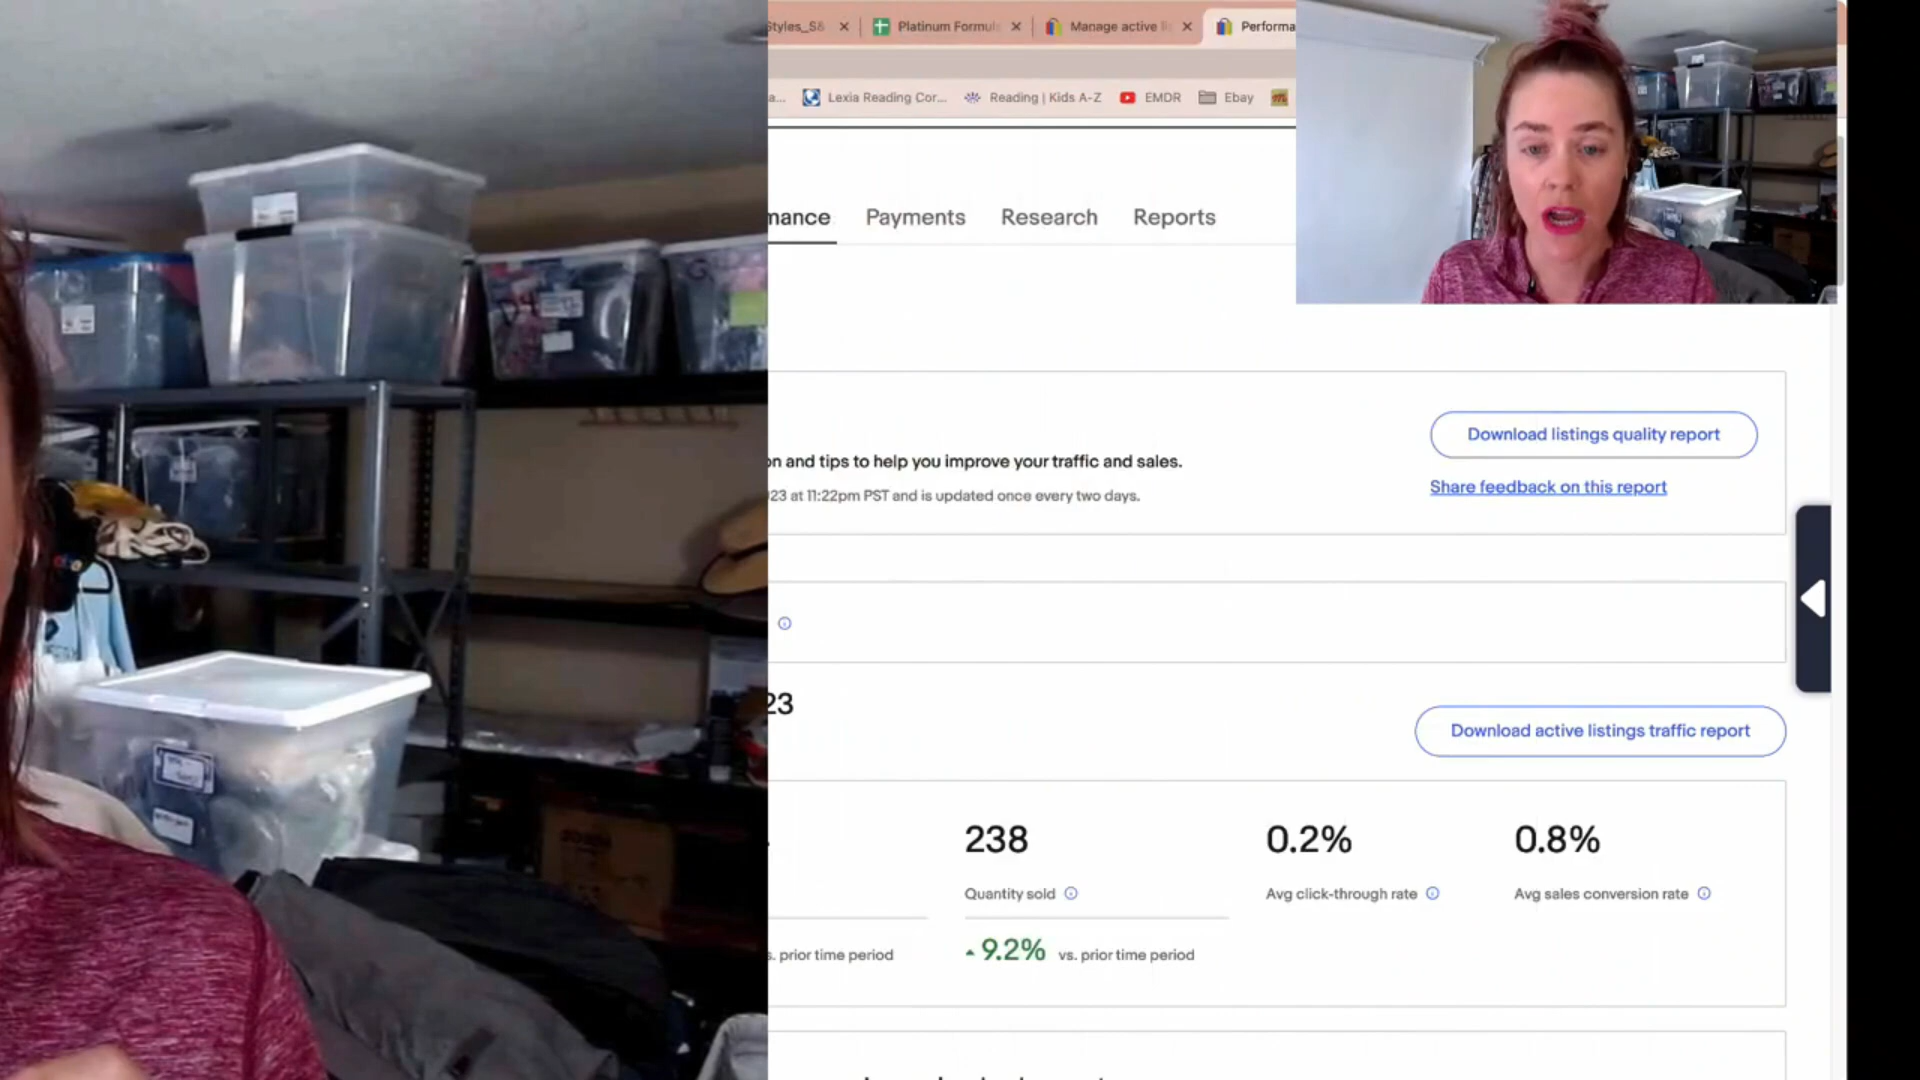 Styles_S&
Platinum Formul
Manage active li
Performa
a...
Lexia Reading Cor...
Reading | Kids A-Z
EMDR
Ebay
mance
Payments
Research
Reports
Download listings quality report
on and tips to help you improve your traffic and sales.
Share feedback on this report
23 at 11:22pm PST and is updated once every two days.
23
Download active listings traffic report
238
0.2%
0.8%
Quantity sold
Avg click-through rate
Avg sales conversion rate
9.2%
s. prior time period
vs. prior time period